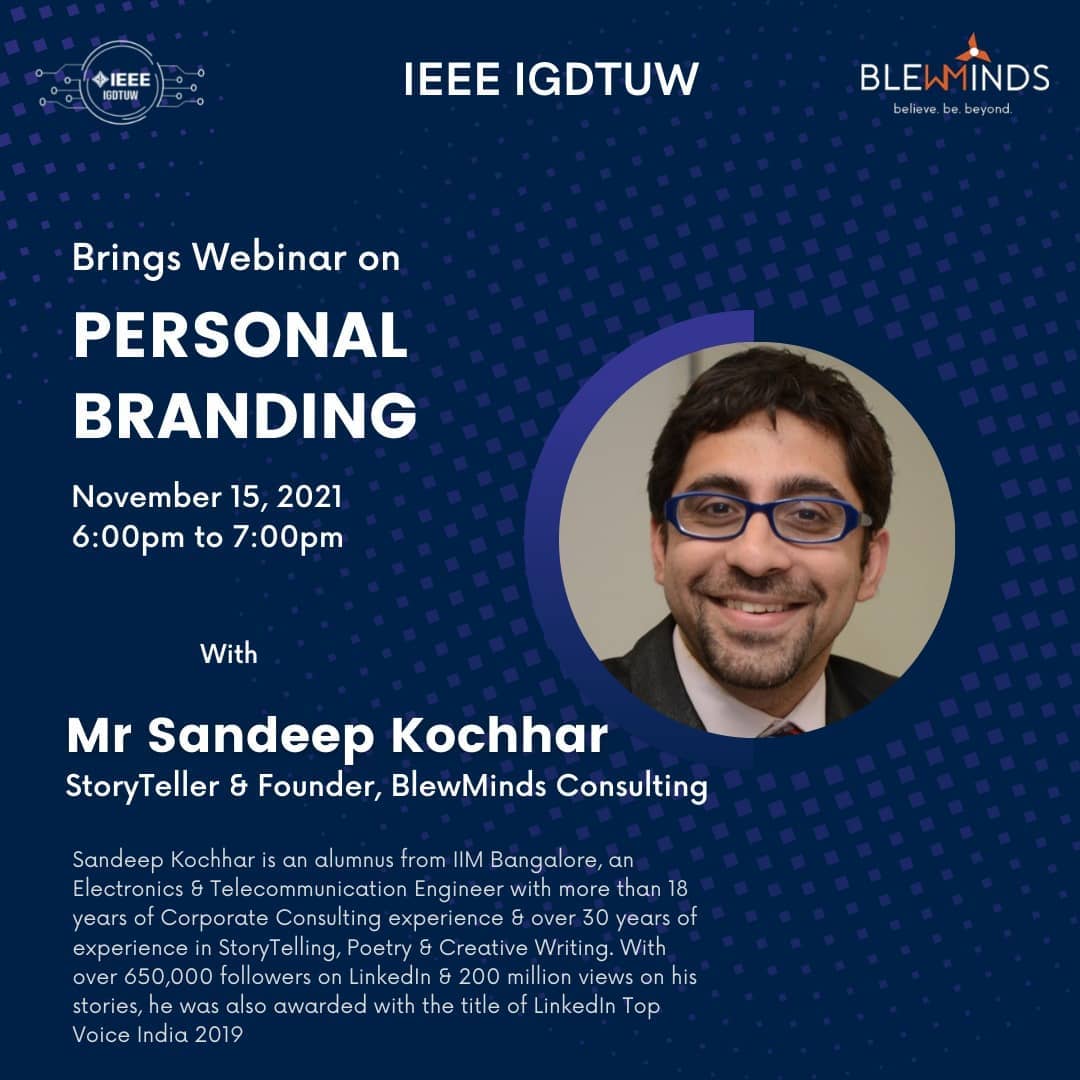 IEEE
IGDTUW
IEEE IGDTUW
BLEWMINDS
believe. be. beyond.
Brings Webinar on
PERSONAL
BRANDING
November 15, 2021
6:00pm to 7:00pm
With
Mr Sandeep Kochhar
StoryTeller & Founder, BlewMinds Consulting
Sandeep Kochhar is an alumnus from IIM Bangalore, an
Electronics & Telecommunication Engineer with more than 18
years of Corporate Consulting experience & over 30 years of
experience in StoryTelling, Poetry & Creative Writing. With
over 650,000 followers on LinkedIn & 200 million views on his
stories, he was also awarded with the title of LinkedIn Top
Voice India 2019